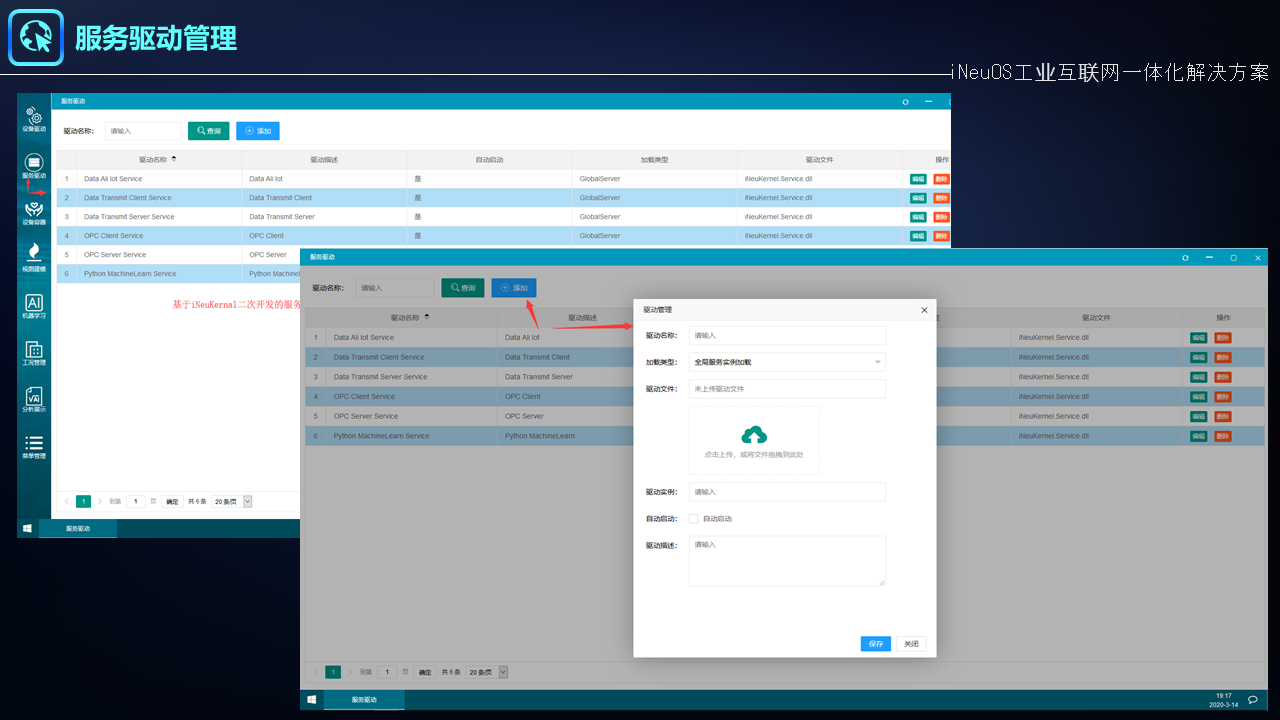 服务驱动管理
iNeuOS工业互联网一体化解决方案
服务驱动
设备驱动
服务驱动
设备容器
视图建模
AI
机器学习
工况管理
分析展示
菜单管理
驱动名称: 请输入 查询 添加
驱动名称 驱动描述 自动启动 加载类型 驱动文件 操作
1 Data Ali Iot Service Data Ali Iot 是 GlobalServer iNeuKernel.Service.dll 编辑 删除
2 Data Transmit Client Service Data Transmit Client 是 GlobalServer iNeuKernel.Service.dll 编辑 删除
3 Data Transmit Server Service Data Transmit Server 是 GlobalServer iNeuKernel.Service.dll 编辑 删除
4 OPC Client Service OPC Client 是 GlobalServer iNeuKernel.Service.dll 编辑 删除
5 OPC Server Service OPC Server
6 Python MachineLearn Service Python Machine
基于iNeuKernal二次开发的服务
1 到第 1 页 确定 共 6 条 20 条/页
服务驱动
服务驱动
驱动名称: 请输入 查询 添加
驱动名称 驱动描述 驱动文件 操作
1 Data Ali Iot Service Data Ali Iot iNeuKernel.Service.dll 编辑 删除
2 Data Transmit Client Service Data Transmit Client iNeuKernel.Service.dll 编辑 删除
3 Data Transmit Server Service Data Transmit Server iNeuKernel.Service.dll 编辑 删除
4 OPC Client Service OPC Client iNeuKernel.Service.dll 编辑 删除
5 OPC Server Service OPC Server iNeuKernel.Service.dll 编辑 删除
6 Python MachineLearn Service Python MachineLearn iNeuKernel.Service.dll 编辑 删除
驱动管理
驱动名称: 请输入
加载类型: 全局服务实例加载
驱动文件: 未上传驱动文件
点击上传，或将文件拖拽到此处
驱动实例: 请输入
自动启动: 自动启动
驱动描述: 请输入
保存 关闭
1 到第 1 页 确定 共 6 条 20 条/页
服务驱动
19:17
2020-3-14